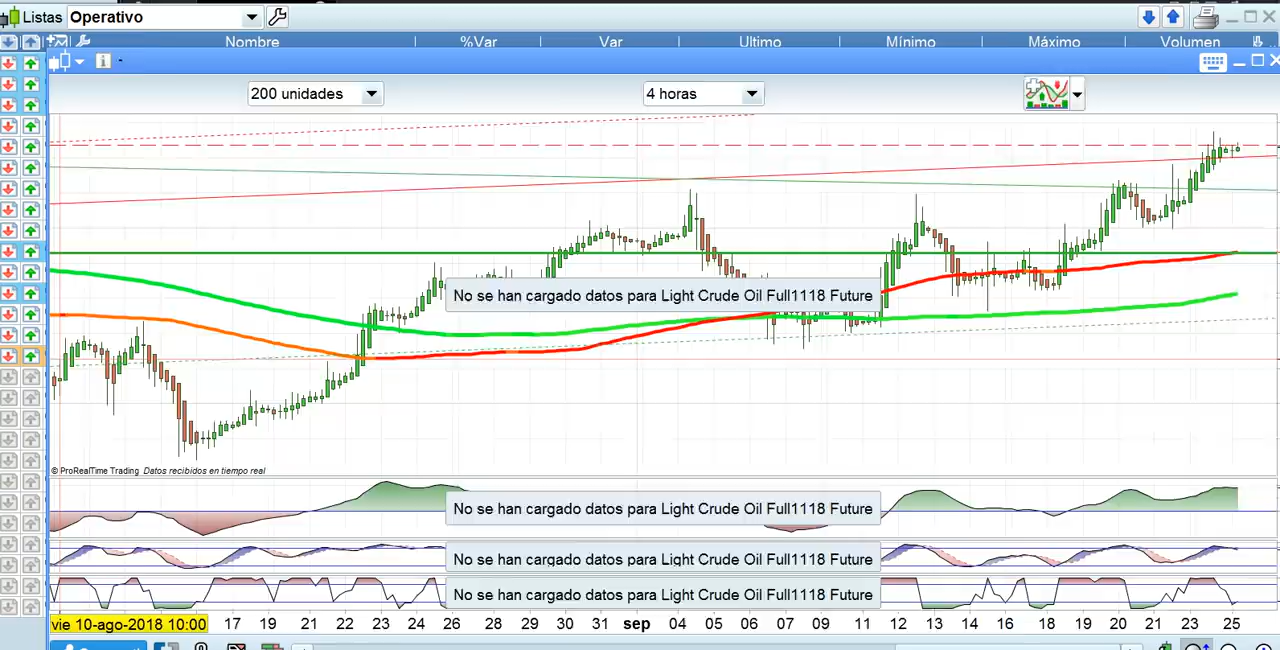 Listas Operativo
Nombre %Var Var Ultimo Mínimo Máximo Volumen
200 unidades 4 horas
No se han cargado datos para Light Crude Oil Full1118 Future
© ProRealTime Trading Datos recibidos en tiempo real
No se han cargado datos para Light Crude Oil Full1118 Future
No se han cargado datos para Light Crude Oil Full1118 Future
No se han cargado datos para Light Crude Oil Full1118 Future
vie 10-ago-2018 10:00 17 19 21 22 23 24 26 28 29 30 31 sep 04 05 06 07 09 11 12 13 14 16 18 19 20 21 23 25